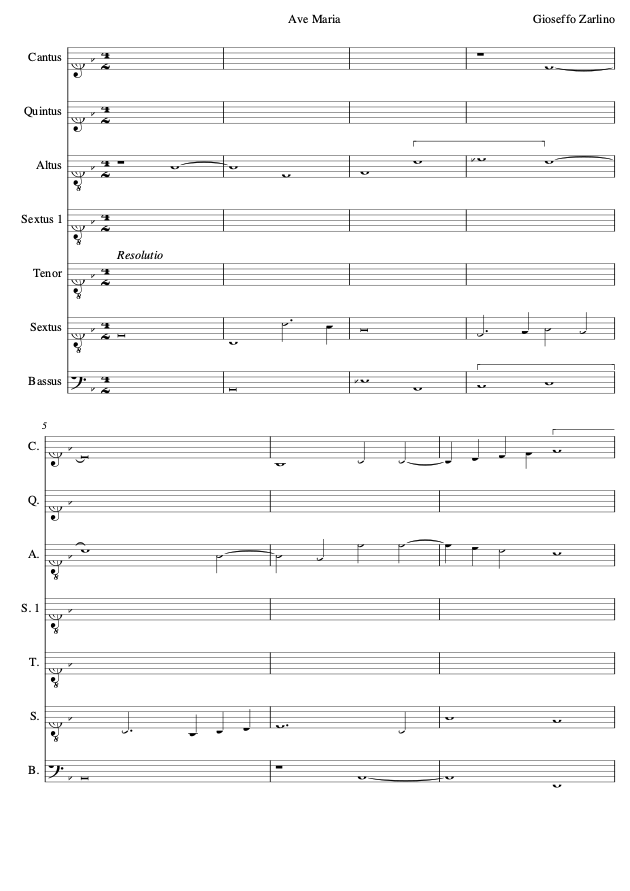 Ave Maria
Gioseffo Zarlino
Cantus
Quintus
Altus
Sextus 1
Resolutio
Tenor
Sextus
Bassus
5
C.
Q.
A.
S. 1
T.
S.
B.